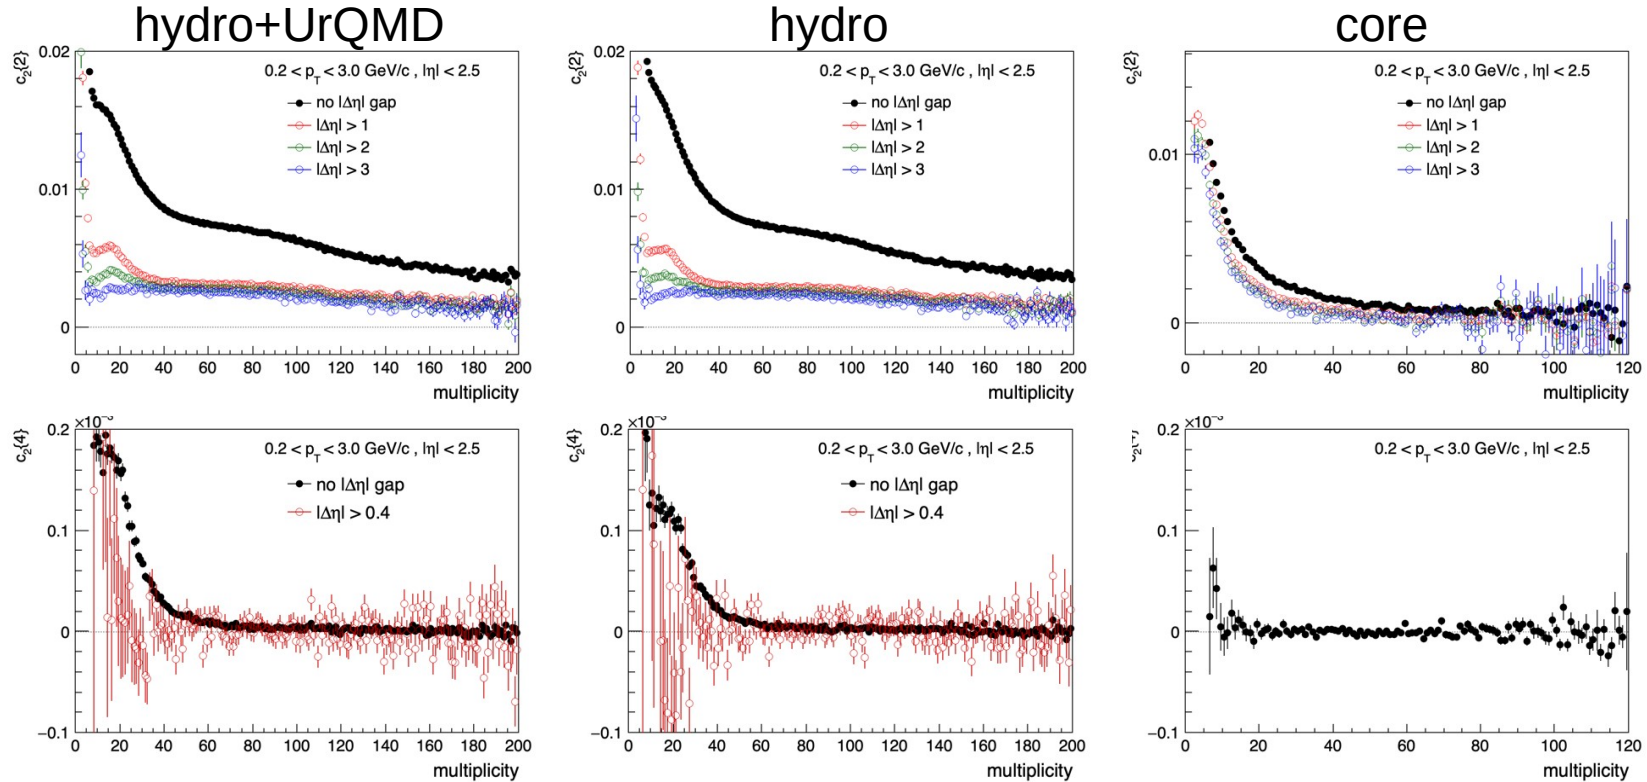 hydro+UrQMD
hydro
core
c₂{2}
0.02
0.01
0
0.2 < p_T < 3.0 GeV/c , |η| < 2.5
no |Δη| gap
|Δη| > 1
|Δη| > 2
|Δη| > 3
0 20 40 60 80 100 120 140 160 180 200
multiplicity
c₂{2}
0.02
0.01
0
0.2 < p_T < 3.0 GeV/c , |η| < 2.5
no |Δη| gap
|Δη| > 1
|Δη| > 2
|Δη| > 3
0 20 40 60 80 100 120 140 160 180 200
multiplicity
c₂{2}
0.01
0
0.2 < p_T < 3.0 GeV/c , |η| < 2.5
no |Δη| gap
|Δη| > 1
|Δη| > 2
|Δη| > 3
0 20 40 60 80 100 120
multiplicity
×10
c₂{4}
0.2
0.1
0
−0.1
0.2 < p_T < 3.0 GeV/c , |η| < 2.5
no |Δη| gap
|Δη| > 0.4
0 20 40 60 80 100 120 140 160 180 200
multiplicity
×10
c₂{4}
0.2
0.1
0
−0.1
0.2 < p_T < 3.0 GeV/c , |η| < 2.5
no |Δη| gap
|Δη| > 0.4
0 20 40 60 80 100 120 140 160 180 200
multiplicity
×10
0.2
0.1
0
−0.1
0.2 < p_T < 3.0 GeV/c , |η| < 2.5
0 20 40 60 80 100 120
multiplicity